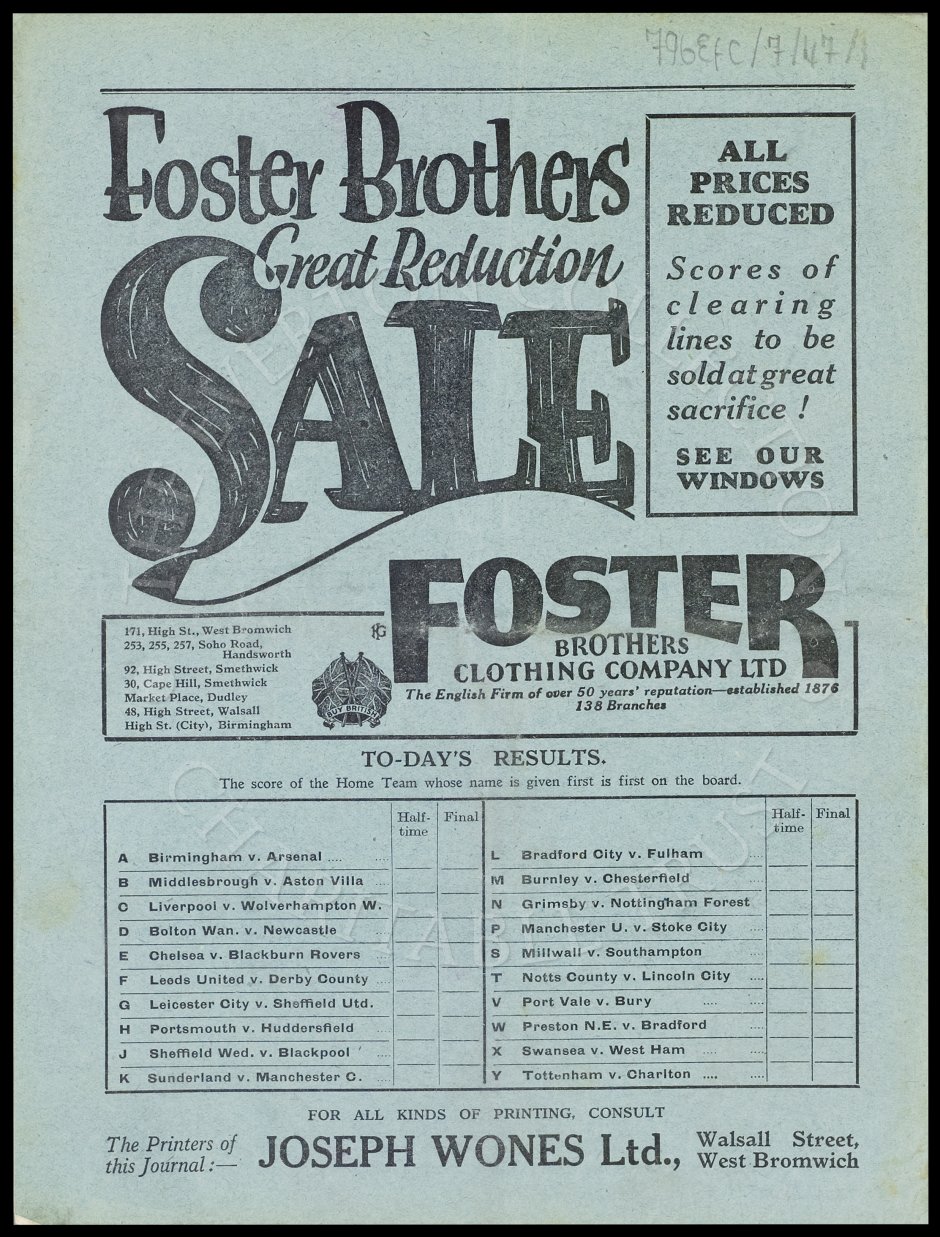 796EFC/7/47/1
Foster Brothers
Great Reduction
SALE
ALL
PRICES
REDUCED
Scores of
clearing
lines to be
sold at great
sacrifice !
SEE OUR
WINDOWS
FOSTER
BROTHERS
CLOTHING COMPANY LTD
The English Firm of over 50 years' reputation—established 1876
138 Branches
171, High St., West Bromwich
253, 255, 257, Soho Road,
Handsworth
92, High Street, Smethwick
30, Cape Hill, Smethwick
Market Place, Dudley
48, High Street, Walsall
High St. (City), Birmingham
BUY BRITISH
TO-DAY'S RESULTS.
The score of the Home Team whose name is given first is first on the board.
Half-time Final
A Birmingham v. Arsenal .... ....
B Middlesbrough v. Aston Villa ....
C Liverpool v. Wolverhampton W.
D Bolton Wan. v. Newcastle ....
E Chelsea v. Blackburn Rovers ....
F Leeds United v. Derby County ....
G Leicester City v. Sheffield Utd.
H Portsmouth v. Huddersfield ....
J Sheffield Wed. v. Blackpool ....
K Sunderland v. Manchester C. ....
Half-time Final
L Bradford City v. Fulham ....
M Burnley v. Chesterfield ....
N Grimsby v. Nottingham Forest
P Manchester U. v. Stoke City ....
S Millwall v. Southampton ....
T Notts County v. Lincoln City ....
V Port Vale v. Bury .... ....
W Preston N.E. v. Bradford ....
X Swansea v. West Ham .... ....
Y Tottenham v. Charlton .... ....
FOR ALL KINDS OF PRINTING, CONSULT
The Printers of
this Journal :—
JOSEPH WONES Ltd.,
Walsall Street,
West Bromwich
THE EVERTON COLLECTION
CHARITABLE TRUST